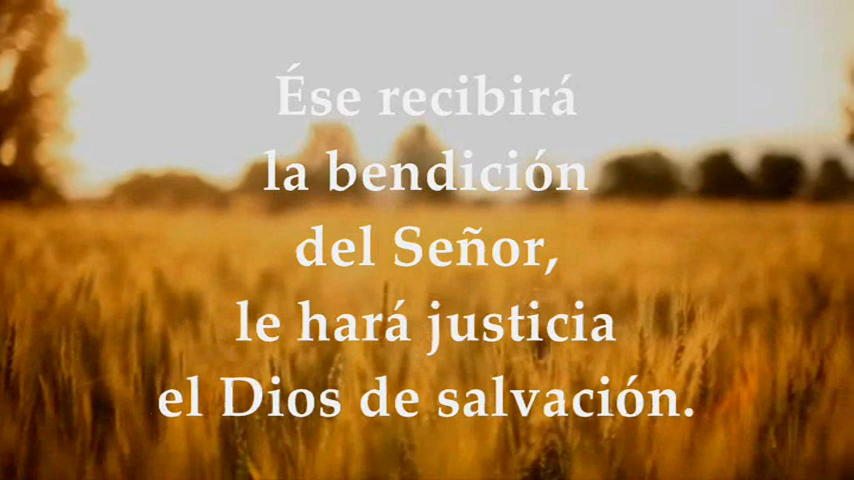 Ése recibirá
la bendición
del Señor,
le hará justicia
el Dios de salvación.